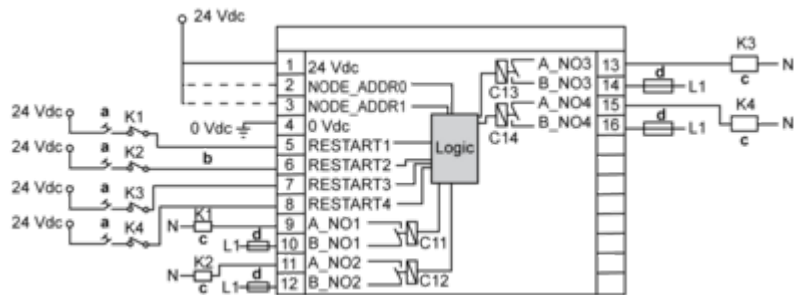 24 Vdc
K3
1 24 Vdc A_NO3 13 N
c
2 NODE_ADDR0 B_NO3 14 d L1
C13
3 NODE_ADDR1 A_NO4 15 K4
24 Vdc a K1 0 Vdc 4 0 Vdc B_NO4 16 d L1 N
C14 c
5 RESTART1 Logic
24 Vdc a K2 b 6 RESTART2
24 Vdc a K3 7 RESTART3
8 RESTART4
24 Vdc a K4 N K1 9 A_NO1
c
L1 d 10 B_NO1 C11
N K2 11 A_NO2
c
L1 d 12 B_NO2 C12